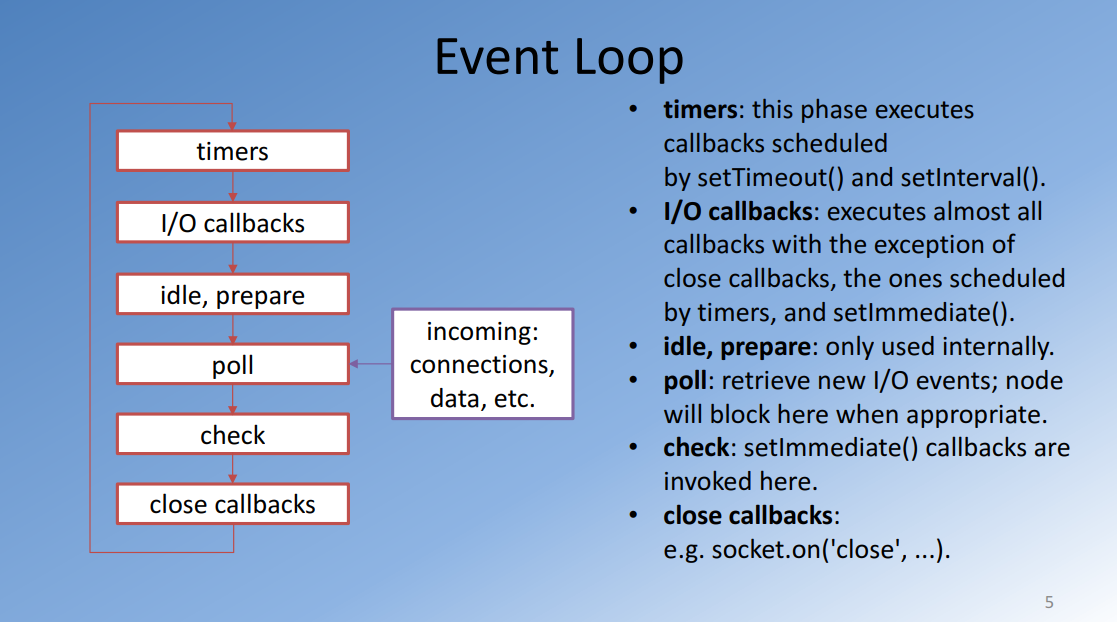 Event Loop
timers
I/O callbacks
idle, prepare
poll
check
close callbacks
incoming:
connections,
data, etc.
• timers: this phase executes
callbacks scheduled
by setTimeout() and setInterval().
• I/O callbacks: executes almost all
callbacks with the exception of
close callbacks, the ones scheduled
by timers, and setImmediate().
• idle, prepare: only used internally.
• poll: retrieve new I/O events; node
will block here when appropriate.
• check: setImmediate() callbacks are
invoked here.
• close callbacks:
e.g. socket.on('close', ...).
5